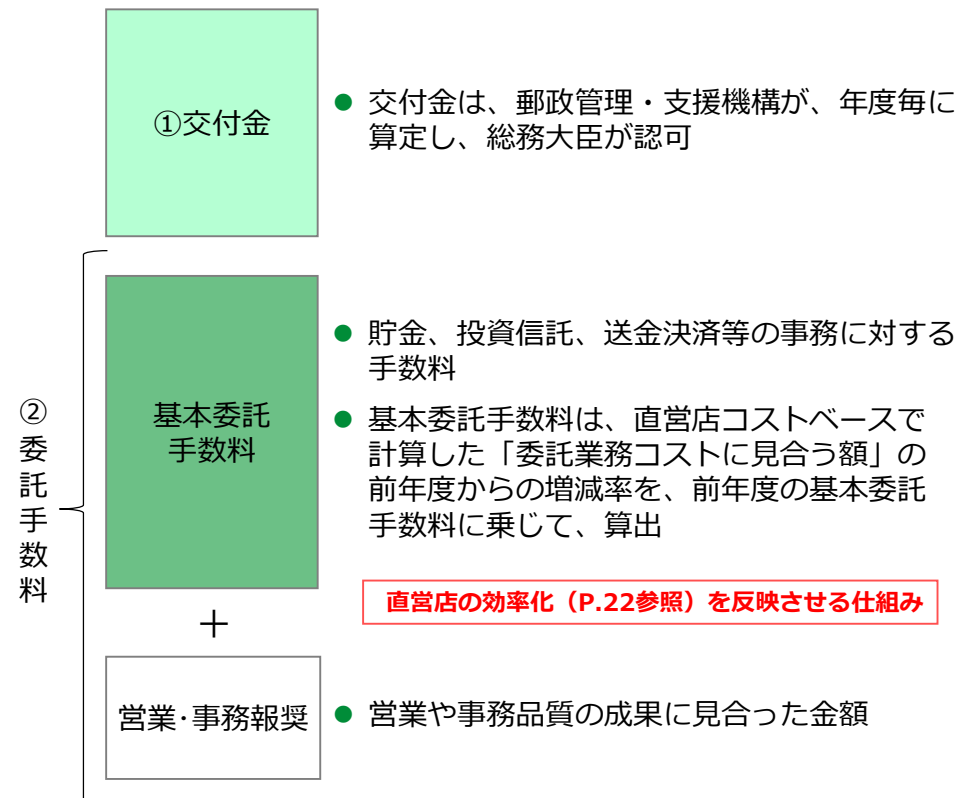 ①交付金
● 交付金は、郵政管理・支援機構が、年度毎に
算定し、総務大臣が認可
②委託手数料
基本委託
手数料
● 貯金、投資信託、送金決済等の事務に対する
手数料
● 基本委託手数料は、直営店コストベースで
計算した「委託業務コストに見合う額」の
前年度からの増減率を、前年度の基本委託
手数料に乗じて、算出
直営店の効率化（P.22参照）を反映させる仕組み
＋
営業･事務報奨
● 営業や事務品質の成果に見合った金額